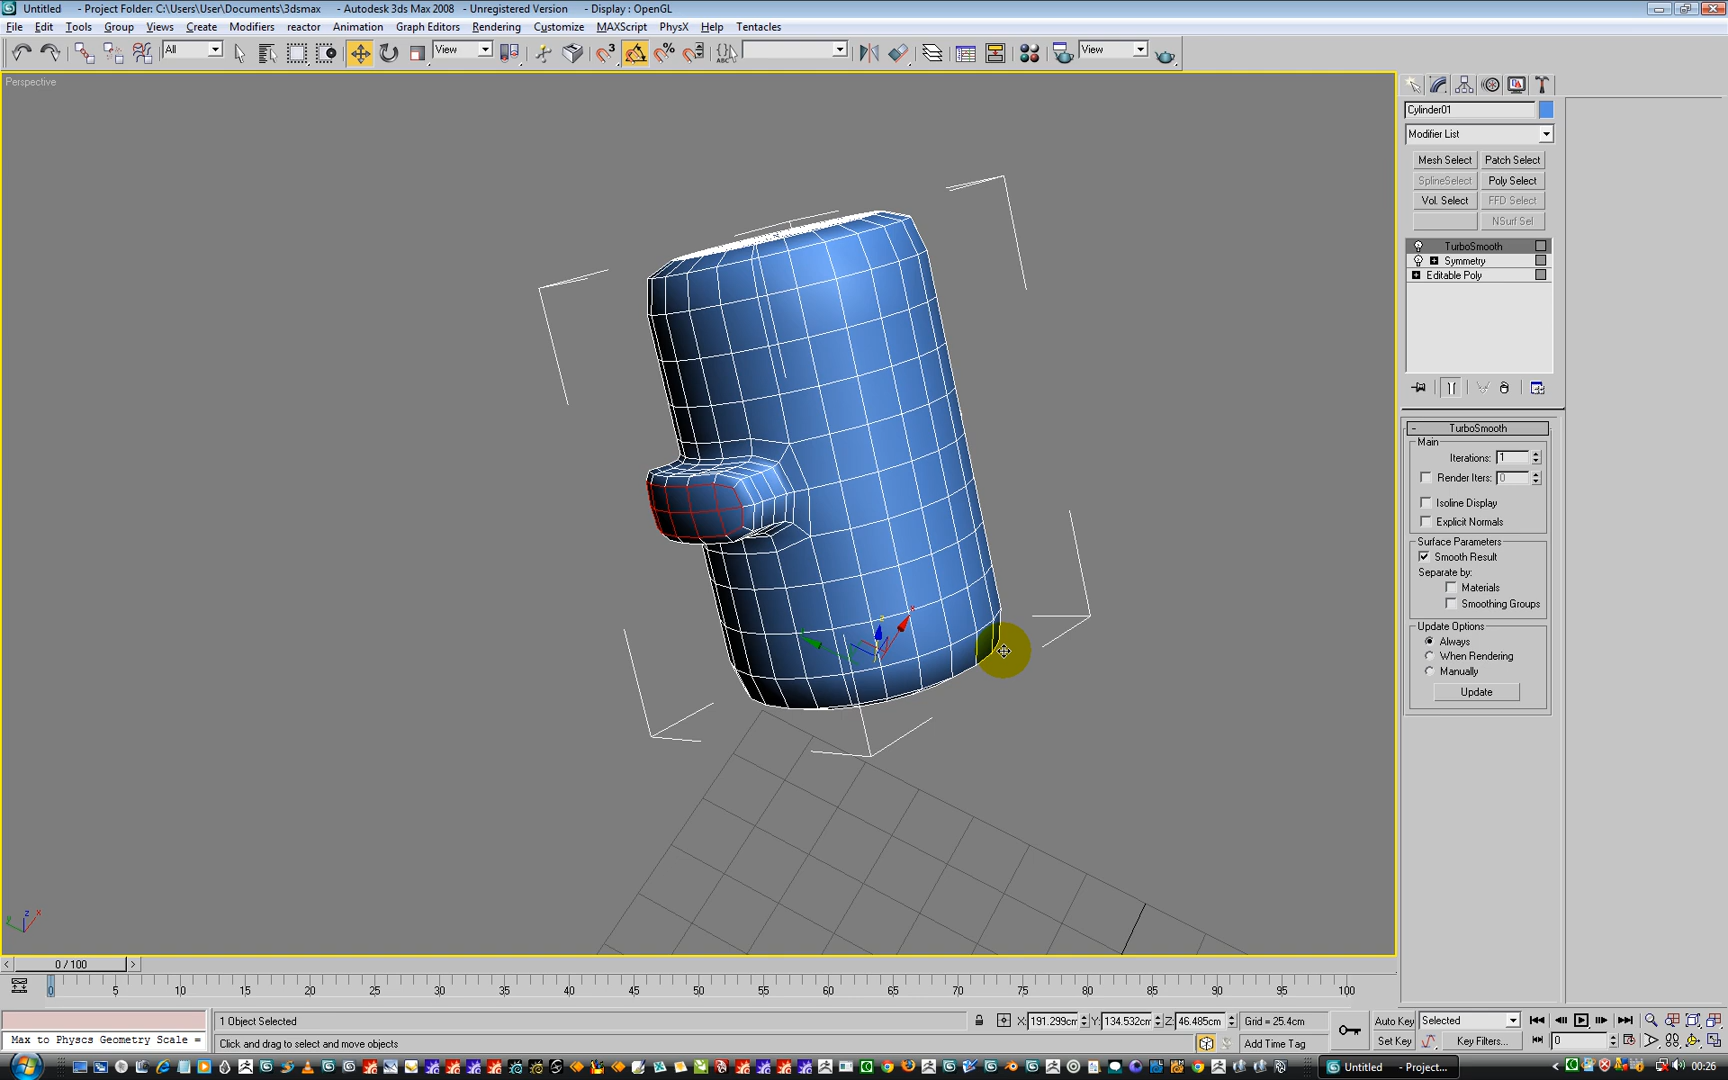 Untitled - Project Folder: C:\Users\User\Documents\3dsmax - Autodesk 3ds Max 2008 - Unregistered Version - Display : OpenGL
File Edit Tools Group Views Create Modifiers reactor Animation Graph Editors Rendering Customize MAXScript PhysX Help Tentacles
All View View
Perspective
Cylinder01
Modifier List
Mesh Select Patch Select
SplineSelect Poly Select
Vol. Select FFD Select
NSurf Sel
TurboSmooth
Symmetry
Editable Poly
- TurboSmooth
Main
Iterations: 1
Render Iters: 0
Isoline Display
Explicit Normals
Surface Parameters
Smooth Result
Separate by:
Materials
Smoothing Groups
Update Options
Always
When Rendering
Manually
Update
z
y x
< 0 / 100 >
0 5 10 15 20 25 30 35 40 45 50 55 60 65 70 75 80 85 90 95 100
1 Object Selected X: 191.299cm Y: 134.532cm Z: 46.485cm Grid = 25.4cm Auto Key Selected
Max to Physcs Geometry Scale = Click and drag to select and move objects Add Time Tag Set Key Key Filters... 0
Untitled - Project... 00:26